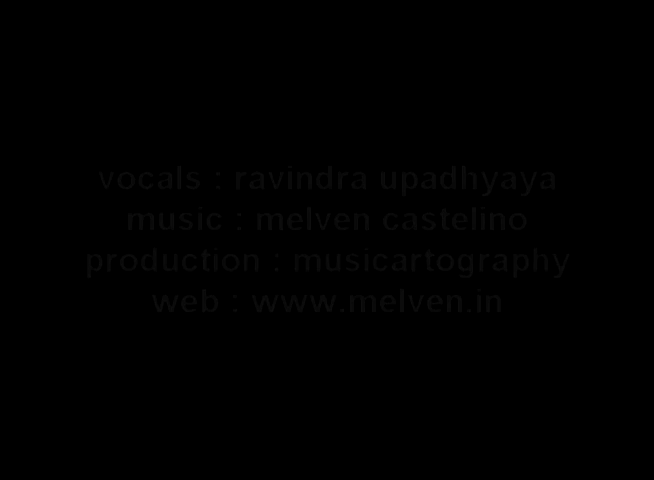 vocals : ravindra upadhyaya
music : melven castelino
production : musicartography
web : www.melven.in